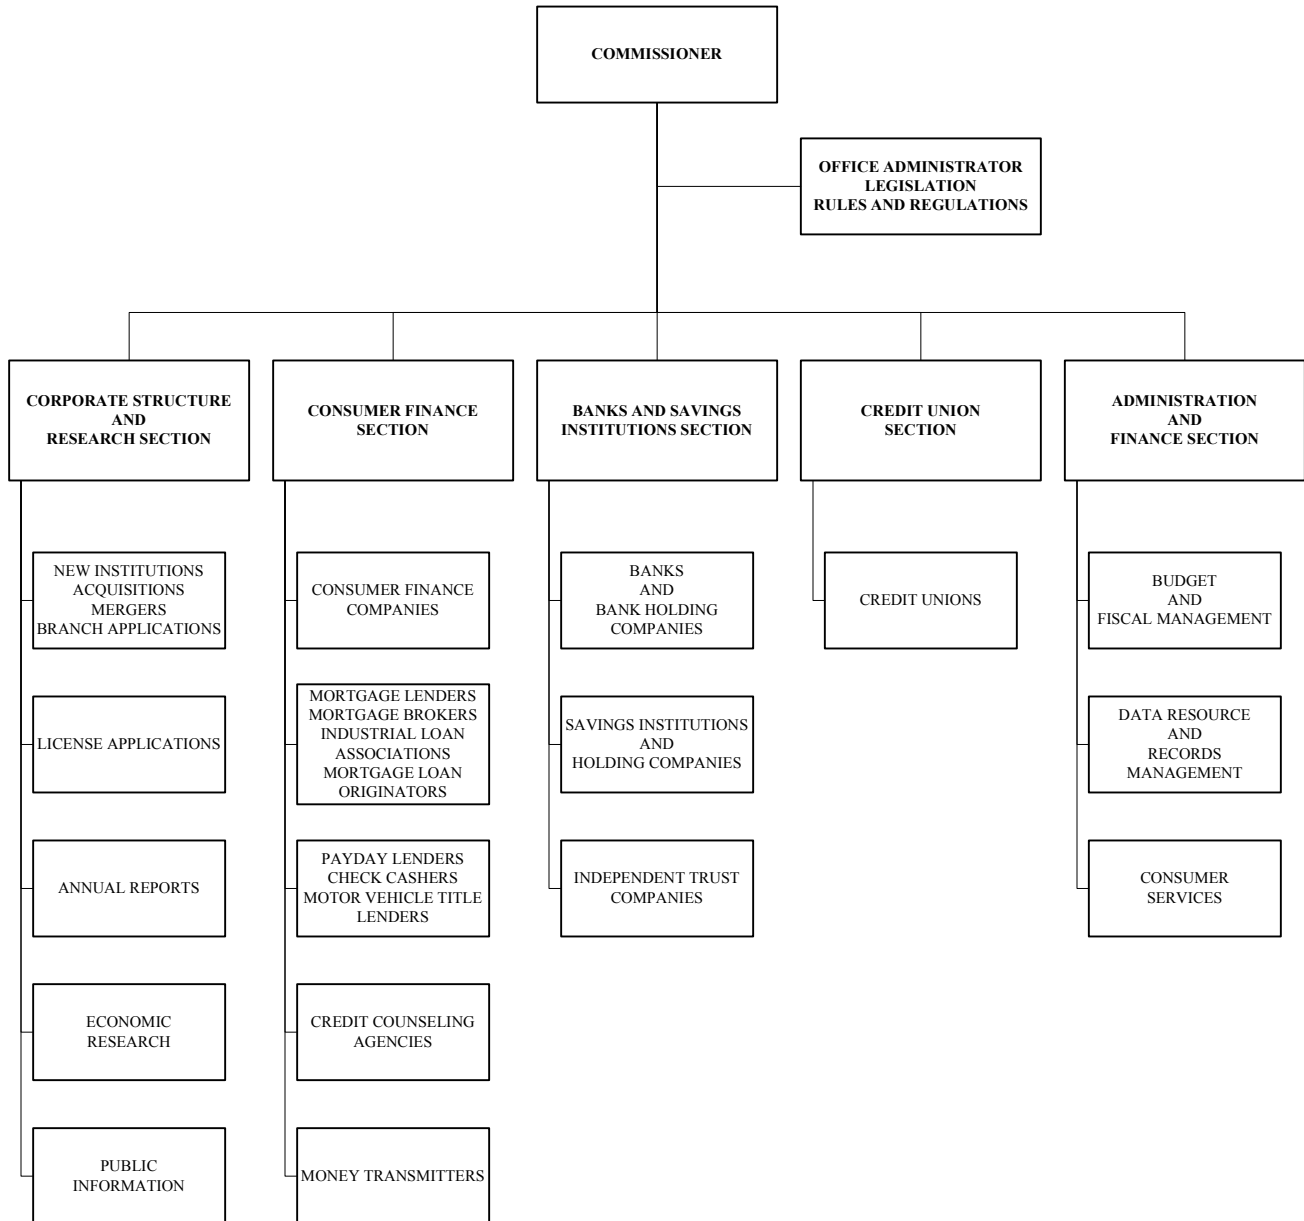 COMMISSIONER
OFFICE ADMINISTRATOR
LEGISLATION
RULES AND REGULATIONS
CORPORATE STRUCTURE
AND
RESEARCH SECTION
CONSUMER FINANCE
SECTION
BANKS AND SAVINGS
INSTITUTIONS SECTION
CREDIT UNION
SECTION
ADMINISTRATION
AND
FINANCE SECTION
NEW INSTITUTIONS
ACQUISITIONS
MERGERS
BRANCH APPLICATIONS
CONSUMER FINANCE
COMPANIES
BANKS
AND
BANK HOLDING
COMPANIES
CREDIT UNIONS
BUDGET
AND
FISCAL MANAGEMENT
LICENSE APPLICATIONS
MORTGAGE LENDERS
MORTGAGE BROKERS
INDUSTRIAL LOAN
ASSOCIATIONS
MORTGAGE LOAN
ORIGINATORS
SAVINGS INSTITUTIONS
AND
HOLDING COMPANIES
DATA RESOURCE
AND
RECORDS
MANAGEMENT
ANNUAL REPORTS
PAYDAY LENDERS
CHECK CASHERS
MOTOR VEHICLE TITLE
LENDERS
INDEPENDENT TRUST
COMPANIES
CONSUMER
SERVICES
ECONOMIC
RESEARCH
CREDIT COUNSELING
AGENCIES
PUBLIC
INFORMATION
MONEY TRANSMITTERS